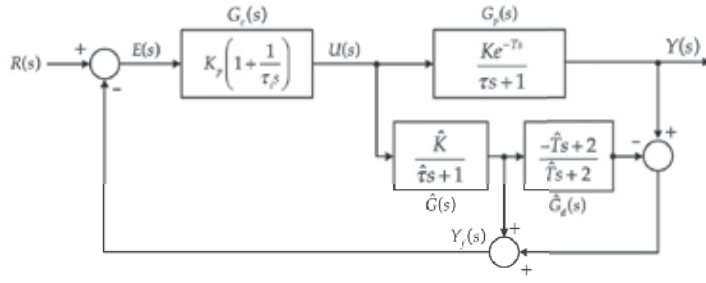 G_c(s)
G_p(s)
R(s)
+
-
E(s)
K_p(1+1/τ_i s)
U(s)
Ke^{-Ts}/τs+1
Y(s)
K̂/τ̂s+1
Ĝ(s)
-T̂s+2/T̂s+2
Ĝ_d(s)
-
+
Y_f(s)
+
+